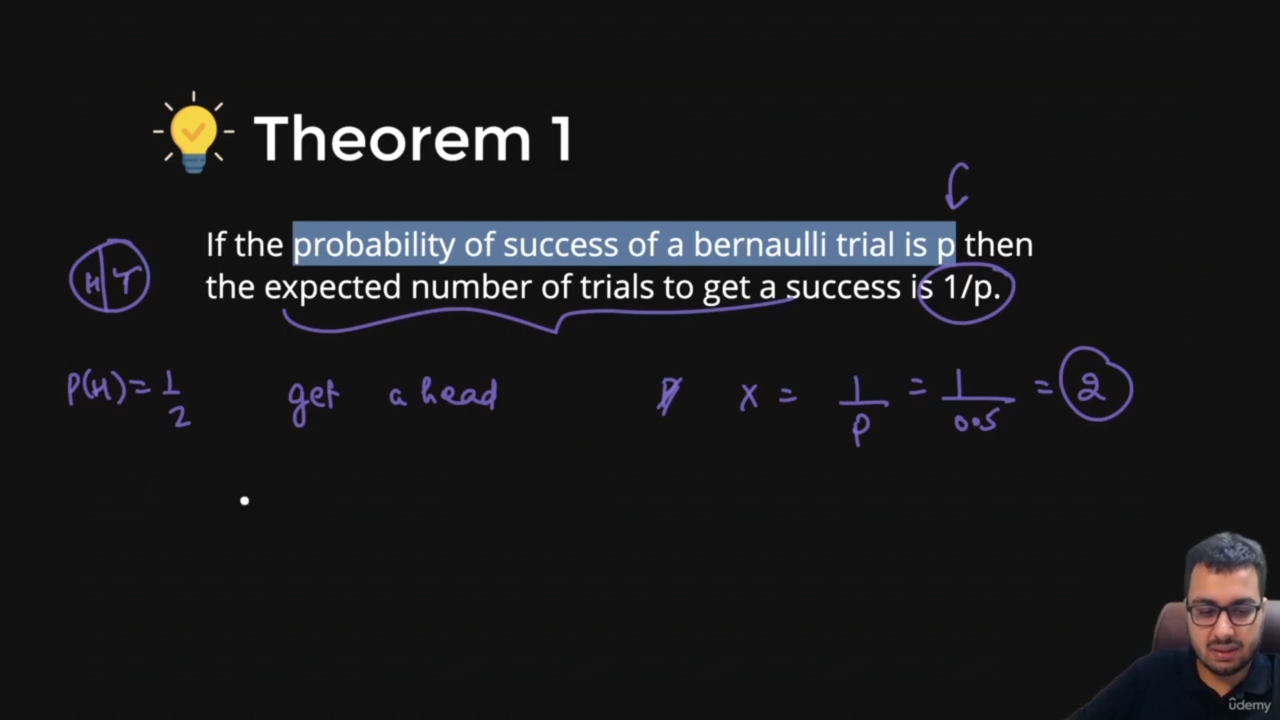 Theorem 1
If the probability of success of a bernaulli trial is p then
the expected number of trials to get a success is 1/p.
H T
P(H) = 1/2 get a head x = 1/p = 1/0.5 = 2
ûdemy